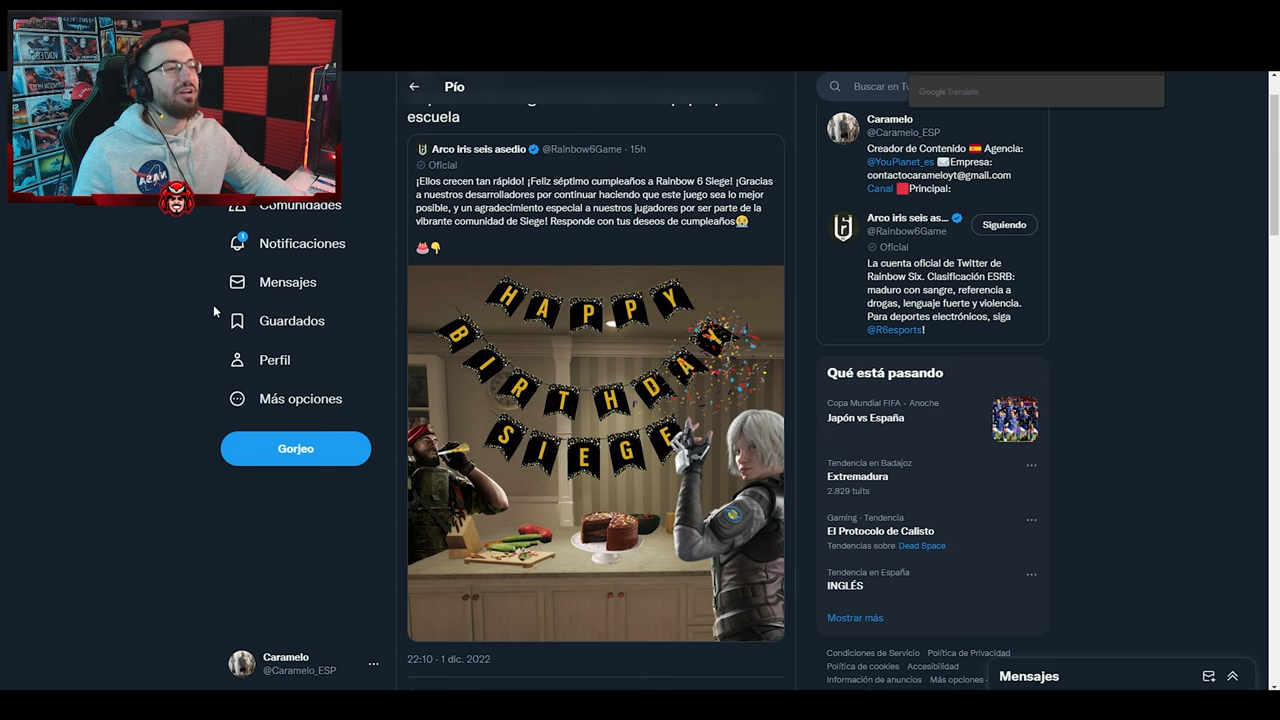 Pío
escuela
Arco iris seis asedio @Rainbow6Game · 15h
Oficial
¡Ellos crecen tan rápido! ¡Feliz séptimo cumpleaños a Rainbow 6 Siege! ¡Gracias
a nuestros desarrolladores por continuar haciendo que este juego sea lo mejor
posible, y un agradecimiento especial a nuestros jugadores por ser parte de la
vibrante comunidad de Siege! Responde con tus deseos de cumpleaños
HAPPY
BIRTHDAY
SIEGE
22:10 · 1 dic. 2022
NASA
Comunidades
Notificaciones
1
Mensajes
Guardados
Perfil
Más opciones
Gorjeo
Caramelo
@Caramelo_ESP
Buscar en Tw
Google Translate
Caramelo
@Caramelo_ESP
Creador de Contenido Agencia:
@YouPlanet_es Empresa:
contactocarameloyt@gmail.com
Canal Principal:
Arco iris seis as...
@Rainbow6Game
Siguiendo
Oficial
La cuenta oficial de Twitter de
Rainbow Six. Clasificación ESRB:
maduro con sangre, referencia a
drogas, lenguaje fuerte y violencia.
Para deportes electrónicos, siga
@R6esports!
Qué está pasando
Copa Mundial FIFA · Anoche
Japón vs España
Tendencia en Badajoz
Extremadura
2.829 tuits
Gaming · Tendencia
El Protocolo de Calisto
Tendencias sobre Dead Space
Tendencia en España
INGLÉS
Mostrar más
Condiciones de Servicio Política de Privacidad
Política de cookies Accesibilidad
Información de anuncios Más opciones
Mensajes